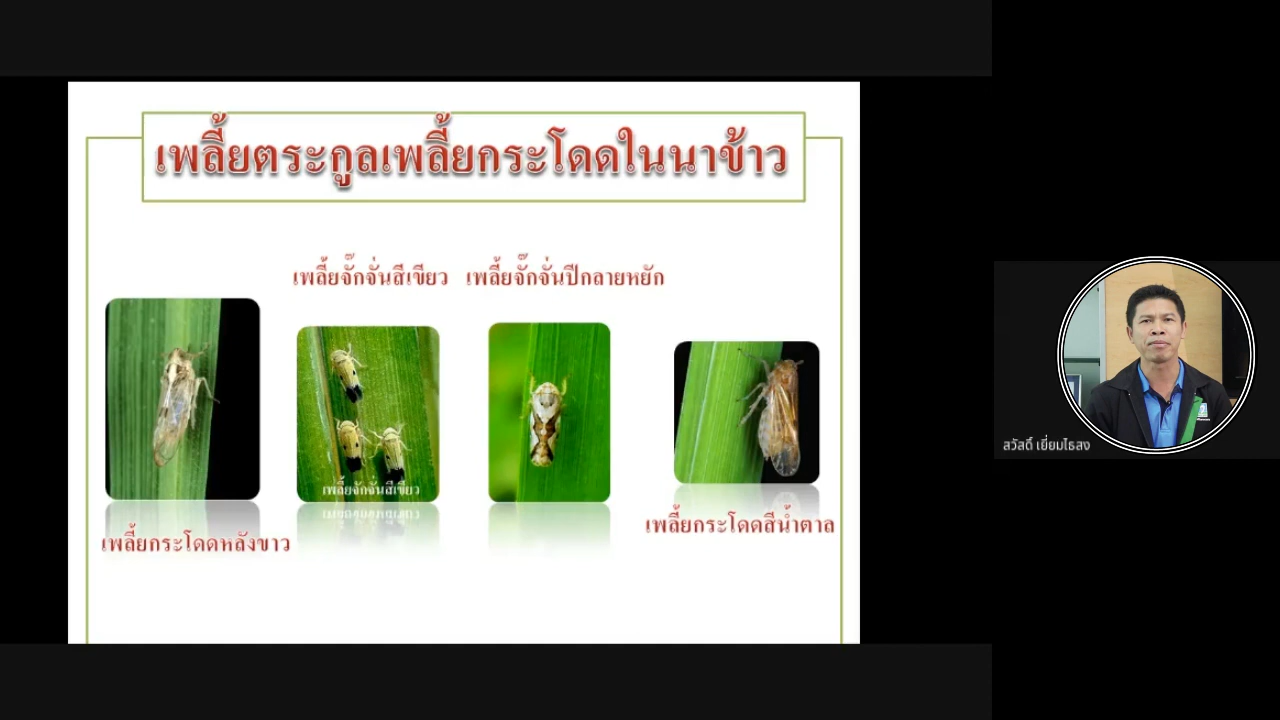 เพลี้ยตระกูลเพลี้ยกระโดดในนาข้าว
เพลี้ยจั๊กจั่นสีเขียว เพลี้ยจั๊กจั่นปีกลายหยัก
เพลี้ยจักจั่นสีเขียว
เพลี้ยกระโดดสีน้ำตาล
เพลี้ยกระโดดหลังขาว
สวัสดิ์ เยี่ยมไธสง